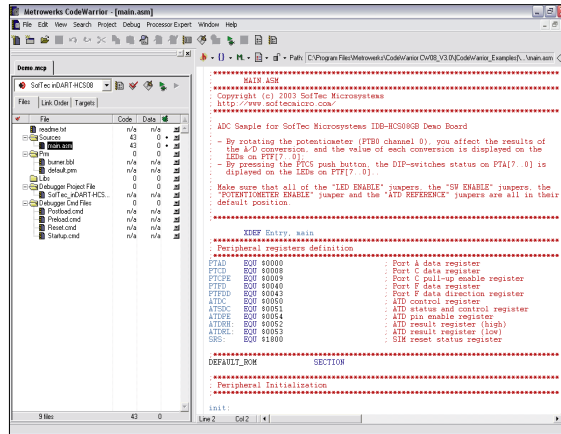 Metrowerks CodeWarrior - [main.asm]
File Edit View Search Project Debug Processor Expert Window Help
Path: C:\Program Files\Metrowerks\CodeWarrior CW08_V3.0\(CodeWarrior_Examples)\...\main.asm
Demo.mcp
SofTec inDART-HCS08
Files Link Order Targets
File Code Data
readme.txt n/a n/a
Sources 43 0
main.asm 43 0
Prm 0 0
burner.bbl n/a n/a
default.prm n/a n/a
Libs 0 0
Debugger Project File 0 0
SofTec_inDART-HCS... n/a n/a
Debugger Cmd Files 0 0
Postload.cmd n/a n/a
Preload.cmd n/a n/a
Reset.cmd n/a n/a
Startup.cmd n/a n/a
9 files 43 0
; MAIN.ASM
; Copyright (c) 2003 SofTec Microsystems
; http://www.softecmicro.com/
; ADC Sample for SofTec Microsystems IDB-HCS08GB Demo Board
; - By rotating the potentiometer (PTB0 channel 0), you affect the results of
; the A/D conversion, and the value of each conversion is displayed on the
; LEDs on PTF[7..0];
; - By pressing the PTC5 push button, the DIP-switches status on PTA[7..0] is
; diplayed on the LEDs on PTF[7..0].
; Make sure that all of the "LED ENABLE" jumpers, the "SW ENABLE" jumpers, the
; "POTENTIOMETER ENABLE" jumper and the "ATD REFERENCE" jumpers are all in their
; default position.
XDEF Entry, main
; Peripheral registers definition
PTAD EQU $0000 ; Port A data register
PTCD EQU $0008 ; Port C data register
PTCPE EQU $0009 ; Port C pull-up enable register
PTFD EQU $0040 ; Port F data register
PTFDD EQU $0043 ; Port F data direction register
ATDC EQU $0050 ; ATD control register
ATDSC EQU $0051 ; ATD status and control register
ATDPE EQU $0054 ; ATD pin enable register
ATDRH: EQU $0052 ; ATD result register (high)
ATDRL: EQU $0053 ; ATD result register (low)
SRS: EQU $1800 ; SIM reset status register
DEFAULT_ROM SECTION
; Peripheral Initialization
init:
Line 2 Col 2